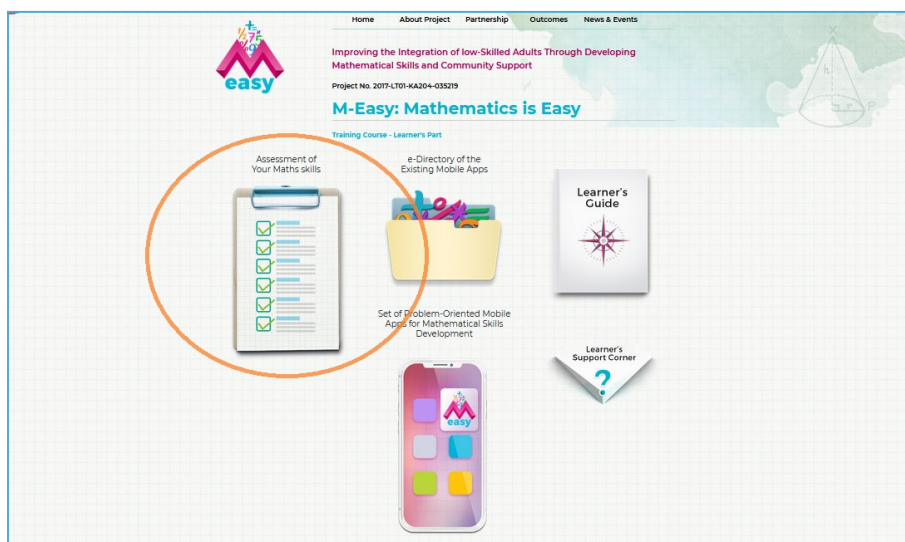 Home About Project Partnership Outcomes News & Events
easy
Improving the Integration of low-Skilled Adults Through Developing
Mathematical Skills and Community Support
Project No. 2017-LT01-KA204-035219
M-Easy: Mathematics is Easy
Training Course - Learner's Part
Assessment of
Your Maths skills
e-Directory of the
Existing Mobile Apps
Learner's
Guide
Set of Problem-Oriented Mobile
Apps for Mathematical Skills
Development
Learner's
Support Corner
?
easy